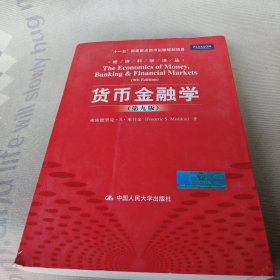 "十一五"国家重点图书出版规划项目
PEARSON
·经济科学译丛·
The Economics of Money,
Banking & Financial Markets
(9th Edition)
货币金融学
(第九版)
弗雷德里克·S·米什金 (Frederic S. Mishkin) 著
中国人民大学出版社